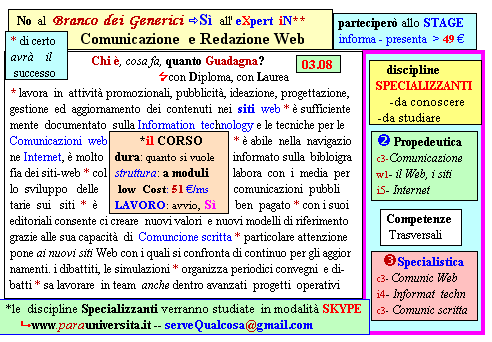 No al Branco dei Generici ➪Sì all' eXpert iN**
Comunicazione e Redazione Web
parteciperò allo STAGE
informa - presenta > 49 €
* di certo
avrà il
successo
Chi è, cosa fa, quanto Guadagna?
con Diploma, con Laurea
03.08
* lavora in attività promozionali, pubblicità, ideazione, progettazione,
gestione ed aggiornamento dei contenuti nei siti web * è sufficiente
mente documentato sulla Information technology e le tecniche per le
Comunicazioni web
ne Internet, è molto
fia dei siti-web * col
lo sviluppo delle
tarie sui siti * è
*il CORSO
dura: quanto si vuole
struttura: a moduli
low Cost: 51 €/ms
LAVORO: avvio, Sì
* è abile nella navigazio
informato sulla bibliogra
labora con i media per
comunicazioni pubbli
ben pagato * con i suoi
editoriali consente ci creare nuovi valori e nuovi modelli di riferimento
grazie alle sua capacità di Comuncione scritta * particolare attenzione
pone ai nuovi siti Web con i quali si confronta di continuo per gli aggior
namenti. i dibattiti, le simulazioni * organizza periodici convegni e di-
batti * sa lavorare in team anche dentro avanzati progetti operativi
discipline
SPECIALIZZANTI
-da conoscere
-da studiare
❷ Propedeutica
c3-Comunicazione
w1- il Web, i siti
i5- Internet
Competenze
Trasversali
❸Specialistica
c3- Comunic Web
i4- Informat techn
c3- Comunic scritta
*le discipline Specializzanti verranno studiate in modalità SKYPE
www.parauniversita.it -- serveQualcosa@gmail.com